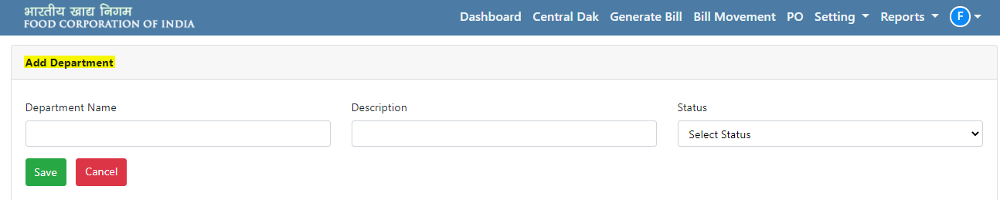 भारतीय खाद्य निगम
FOOD CORPORATION OF INDIA
Dashboard Central Dak Generate Bill Bill Movement PO Setting Reports F
Add Department
Department Name Description Status
Select Status
Save Cancel